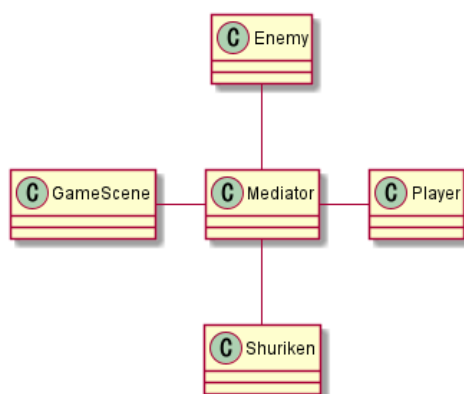 C Enemy
C GameScene
C Mediator
C Player
C Shuriken